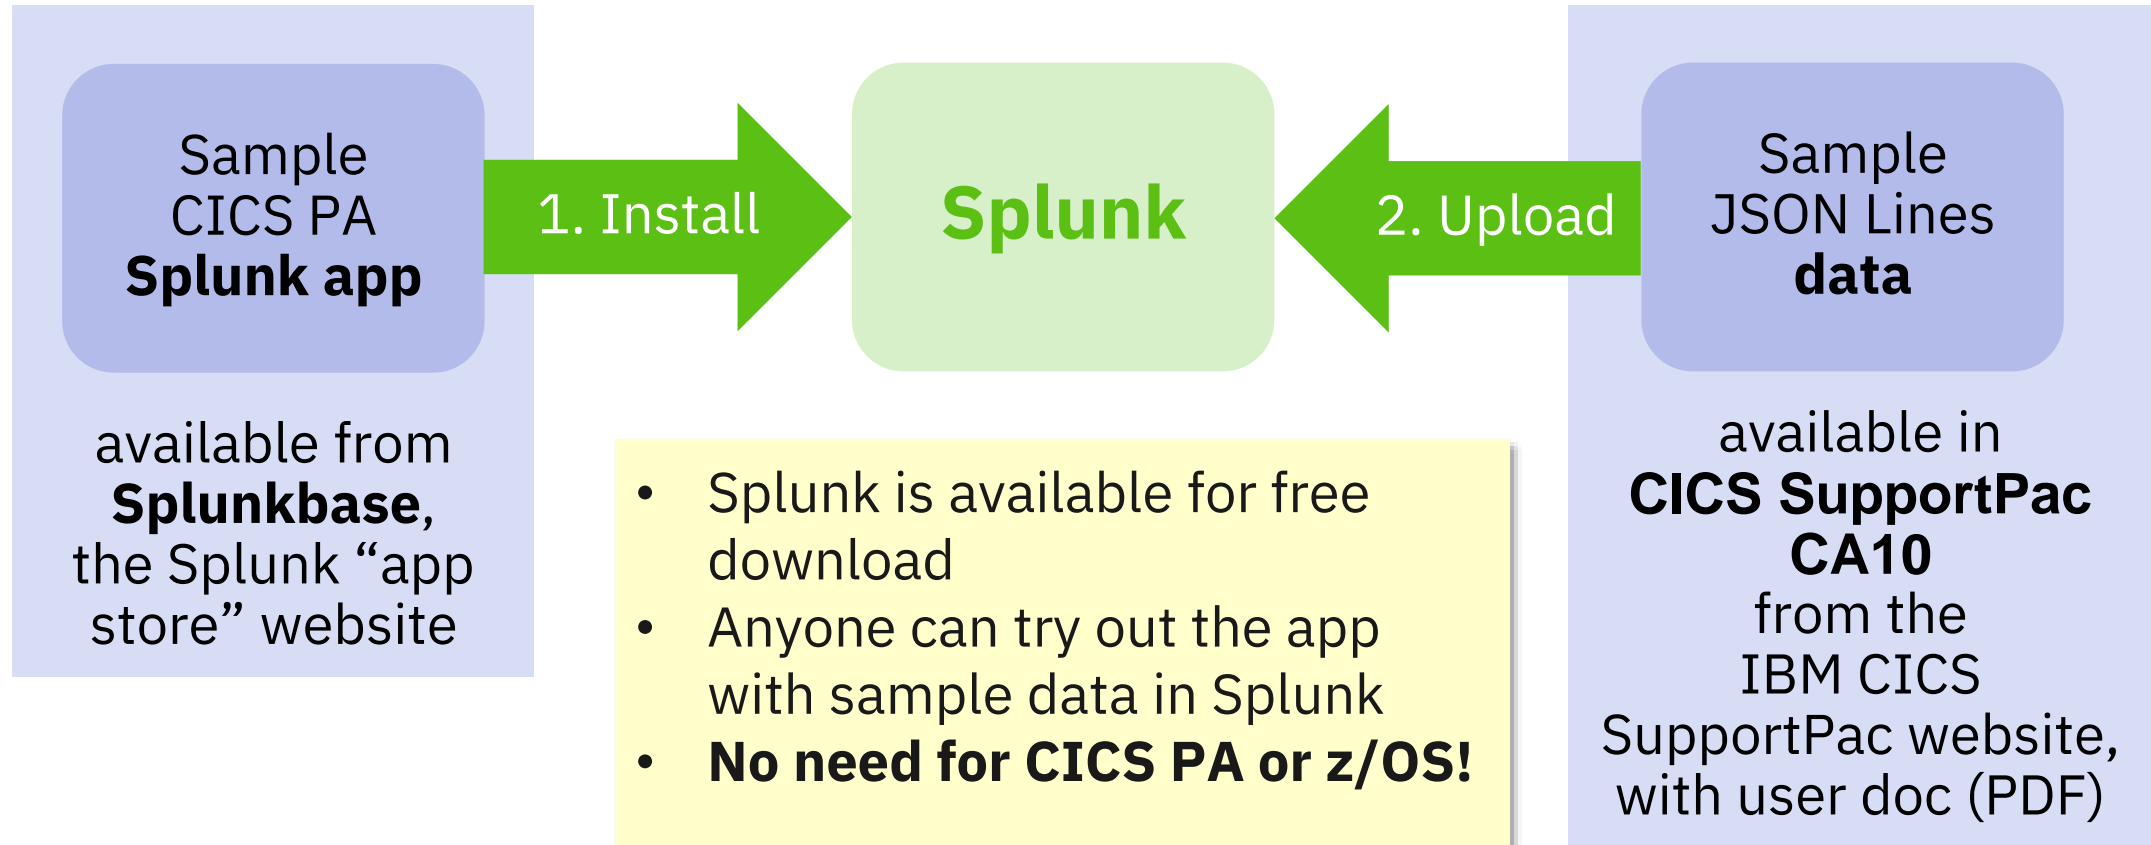 Sample
CICS PA
Splunk app
1. Install
Splunk
2. Upload
Sample
JSON Lines
data
available from
Splunkbase,
the Splunk “app
store” website
• Splunk is available for free
download
• Anyone can try out the app
with sample data in Splunk
• No need for CICS PA or z/OS!
available in
CICS SupportPac
CA10
from the
IBM CICS
SupportPac website,
with user doc (PDF)